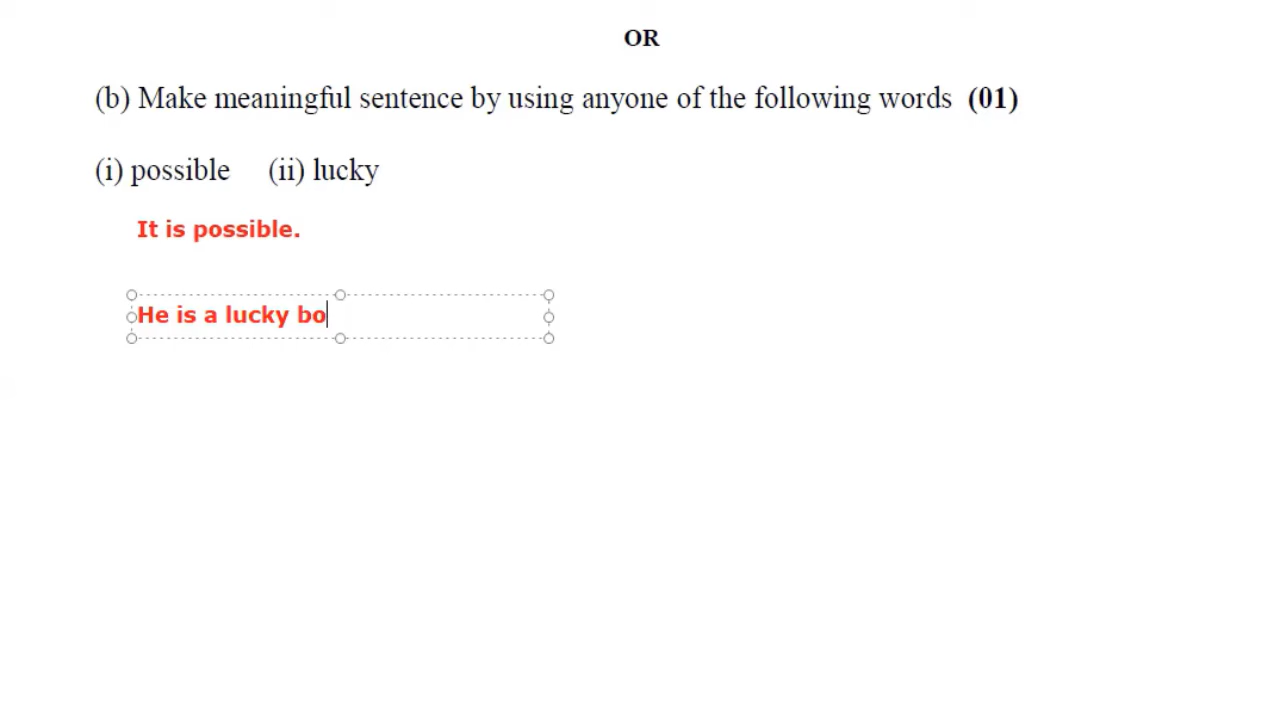 OR
(b) Make meaningful sentence by using anyone of the following words (01)
(i) possible (ii) lucky
It is possible.
He is a lucky bo